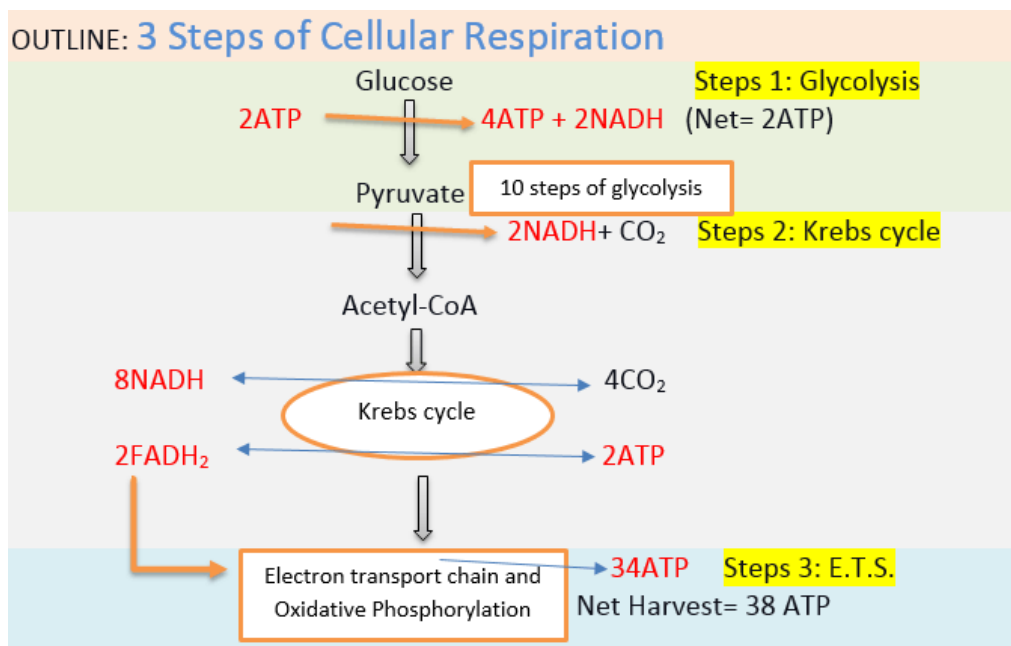 OUTLINE: 3 Steps of Cellular Respiration
Glucose
Steps 1: Glycolysis
2ATP
4ATP + 2NADH (Net= 2ATP)
Pyruvate
10 steps of glycolysis
2NADH+ CO₂
Steps 2: Krebs cycle
Acetyl-CoA
8NADH
4CO₂
Krebs cycle
2FADH₂
2ATP
Electron transport chain and
Oxidative Phosphorylation
34ATP
Steps 3: E.T.S.
Net Harvest= 38 ATP